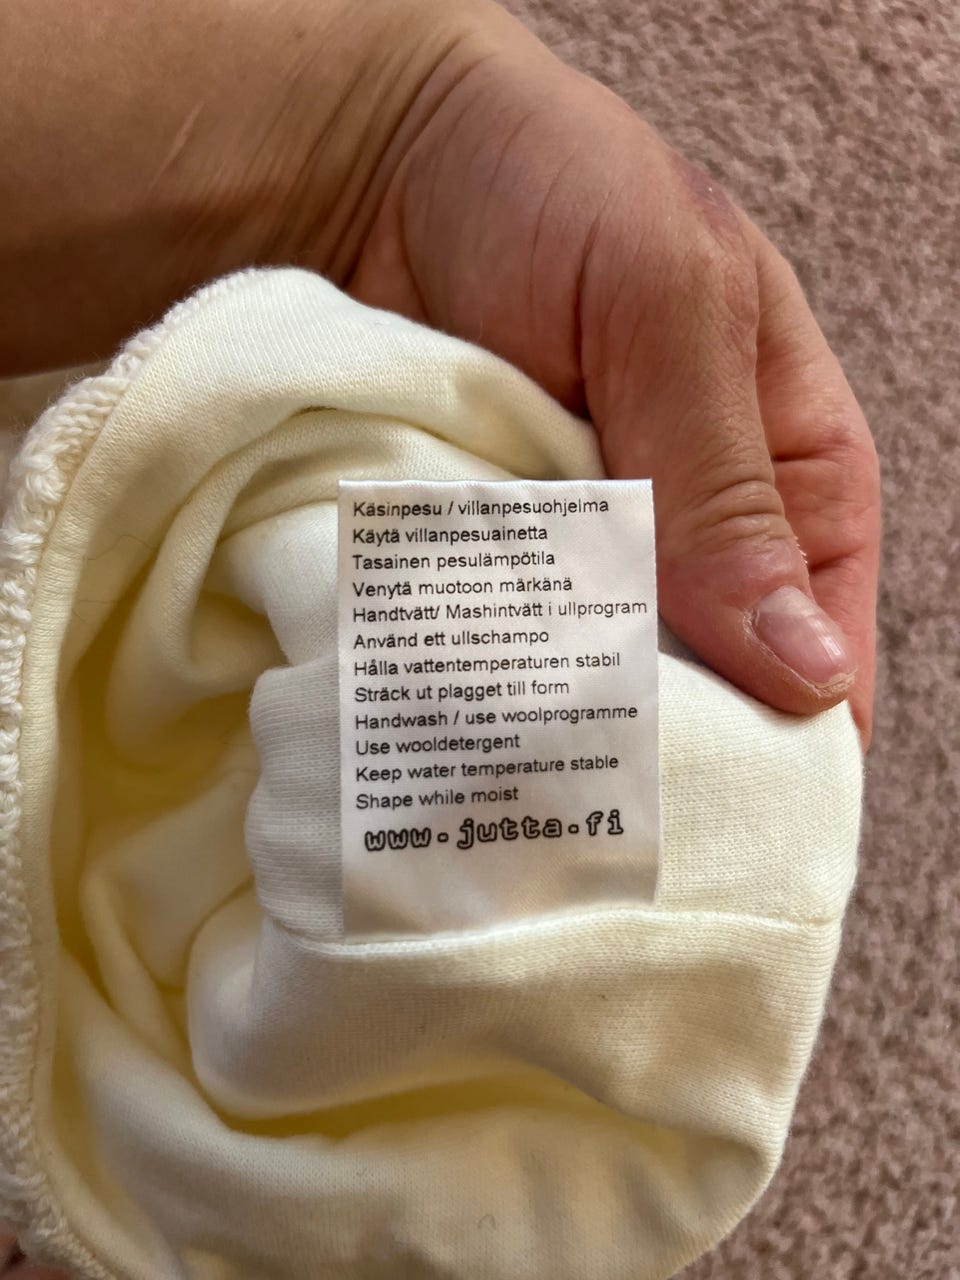 Käsinpesu / villanpesuohjelma
Käytä villanpesuainetta
Tasainen pesulämpötila
Venytä muotoon märkänä
Handtvätt/ Mashintvätt i ullprogram
Använd ett ullschampo
Hålla vattentemperaturen stabil
Sträck ut plagget till form
Handwash / use woolprogramme
Use wooldetergent
Keep water temperature stable
Shape while moist
www.jutta.fi